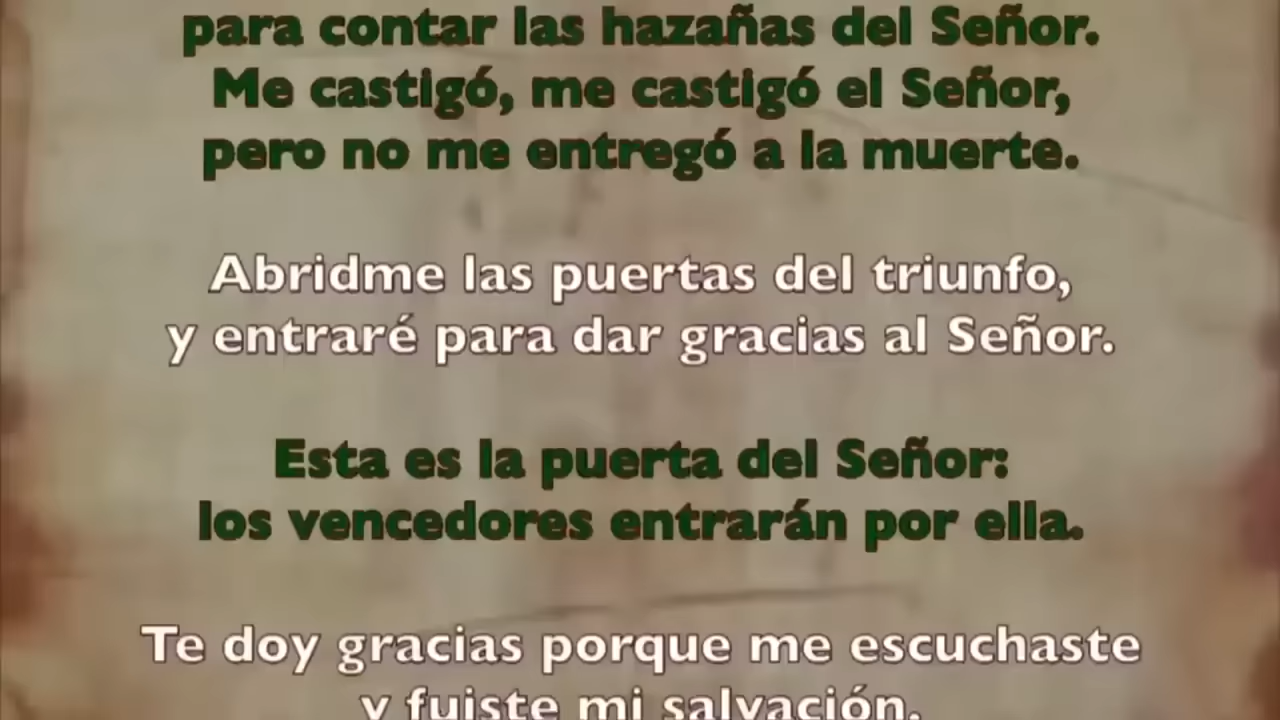 para contar las hazañas del Señor.
Me castigó, me castigó el Señor,
pero no me entregó a la muerte.
Abridme las puertas del triunfo,
y entraré para dar gracias al Señor.
Esta es la puerta del Señor:
los vencedores entrarán por ella.
Te doy gracias porque me escuchaste
y fuiste mi salvación.